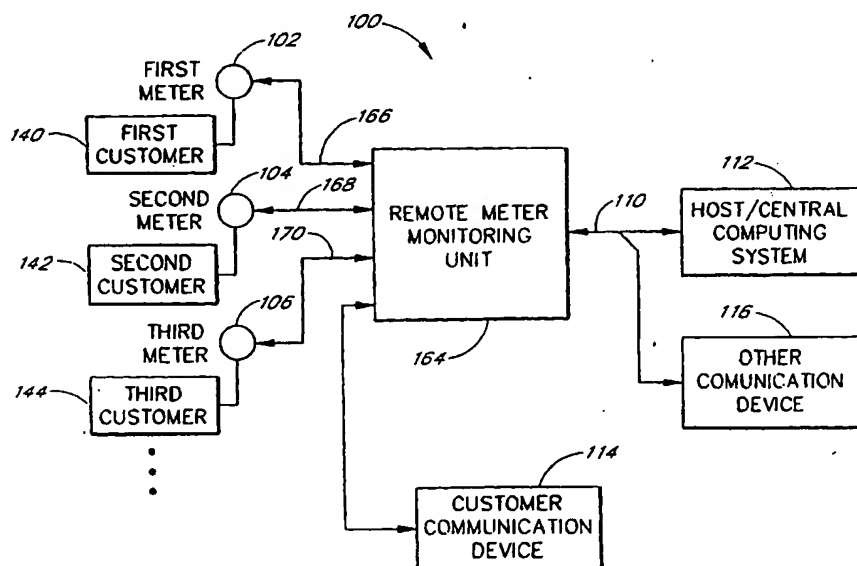 100
102
FIRST
METER
140
FIRST
CUSTOMER
166
104
SECOND
METER
168
142
SECOND
CUSTOMER
170
106
THIRD
METER
144
THIRD
CUSTOMER
REMOTE METER
MONITORING
UNIT
164
110
112
HOST/CENTRAL
COMPUTING
SYSTEM
116
OTHER
COMUNICATION
DEVICE
114
CUSTOMER
COMMUNICATION
DEVICE